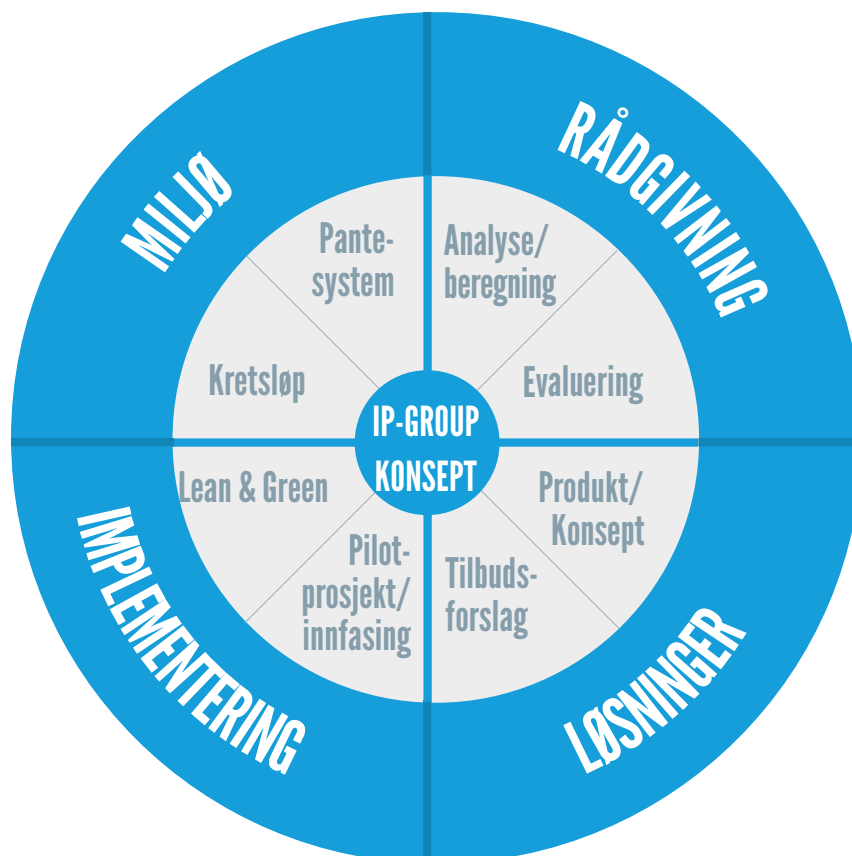 MILJØ
RÅDGIVNING
Pante-
system
Analyse/
beregning
Kretsløp
Evaluering
IP-GROUP
KONSEPT
Lean & Green
Produkt/
Konsept
Pilot-
prosjekt/
innfasing
Tilbuds-
forslag
IMPLEMENTERING
LØSNINGER